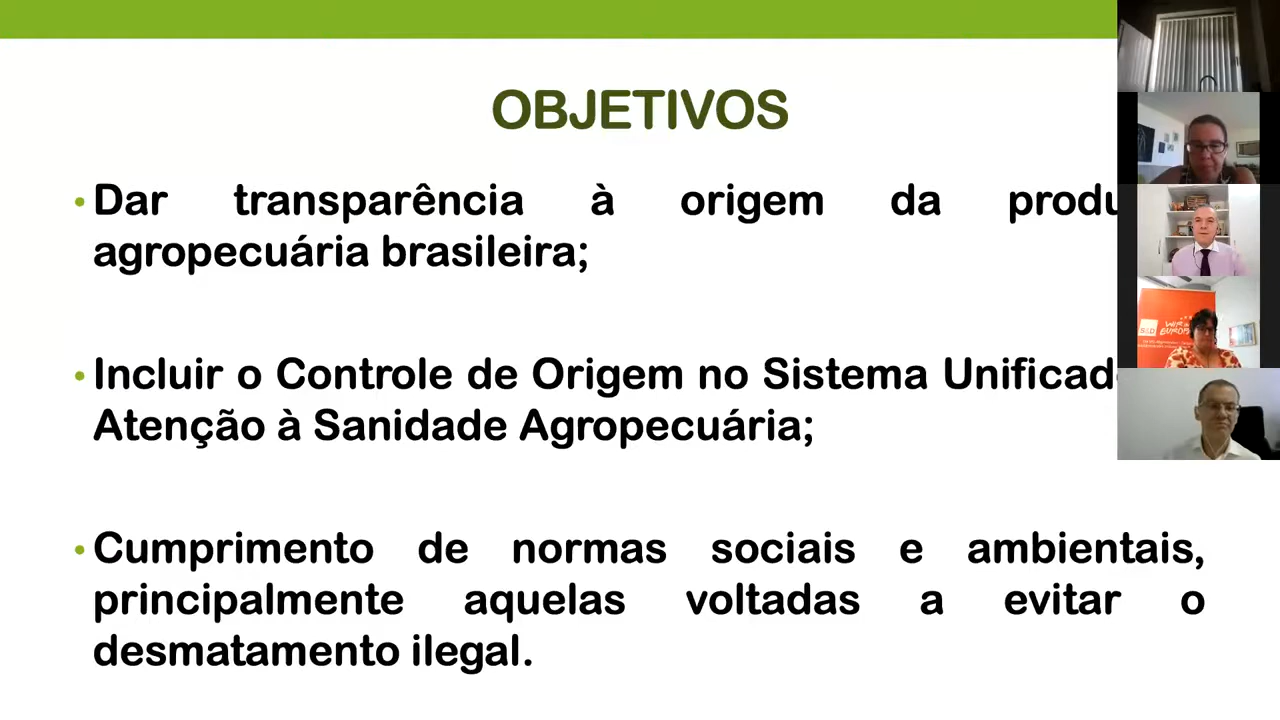 OBJETIVOS
• Dar transparência à origem da produ
agropecuária brasileira;
• Incluir o Controle de Origem no Sistema Unificad
Atenção à Sanidade Agropecuária;
• Cumprimento de normas sociais e ambientais,
principalmente aquelas voltadas a evitar o
desmatamento ilegal.
S&D